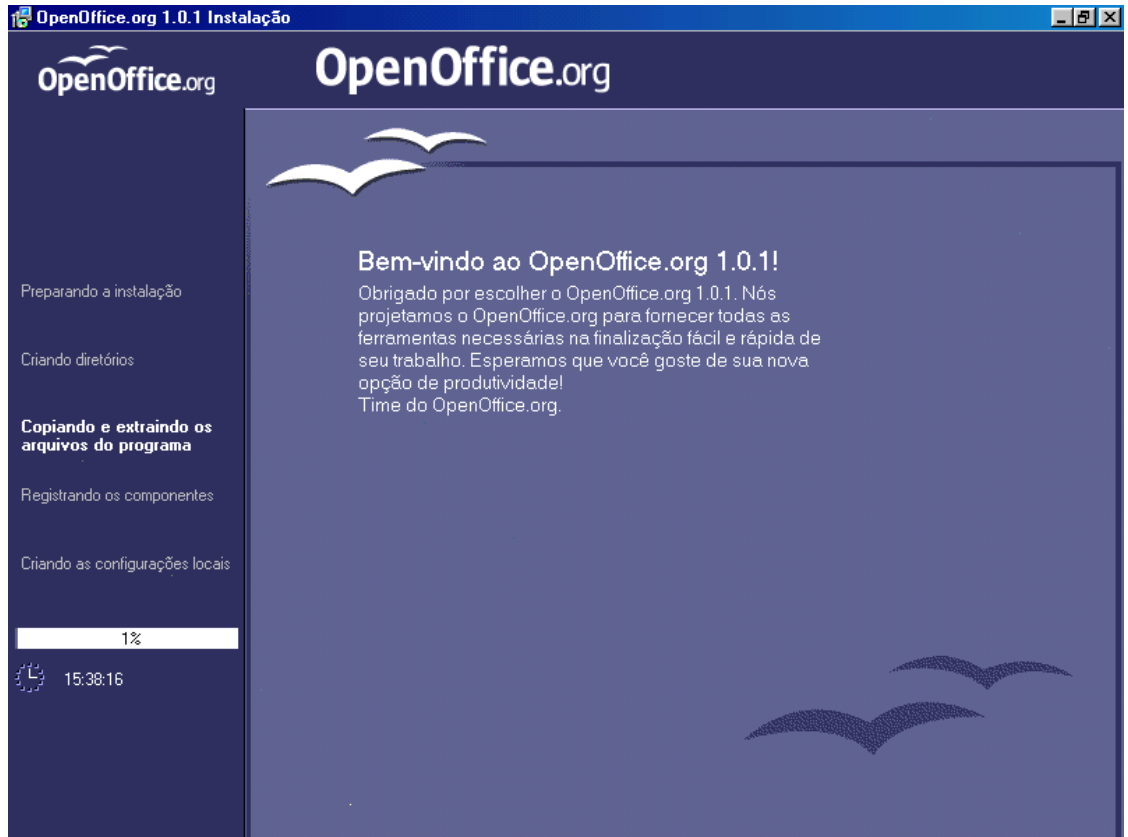 OpenOffice.org 1.0.1 Instalação
OpenOffice.org
OpenOffice.org
Preparando a instalação
Criando diretórios
Copiando e extraindo os
arquivos do programa
Registrando os componentes
Criando as configurações locais
1%
15:38:16
Bem-vindo ao OpenOffice.org 1.0.1!
Obrigado por escolher o OpenOffice.org 1.0.1. Nós
projetamos o OpenOffice.org para fornecer todas as
ferramentas necessárias na finalização fácil e rápida de
seu trabalho. Esperamos que você goste de sua nova
opção de produtividade!
Time do OpenOffice.org.